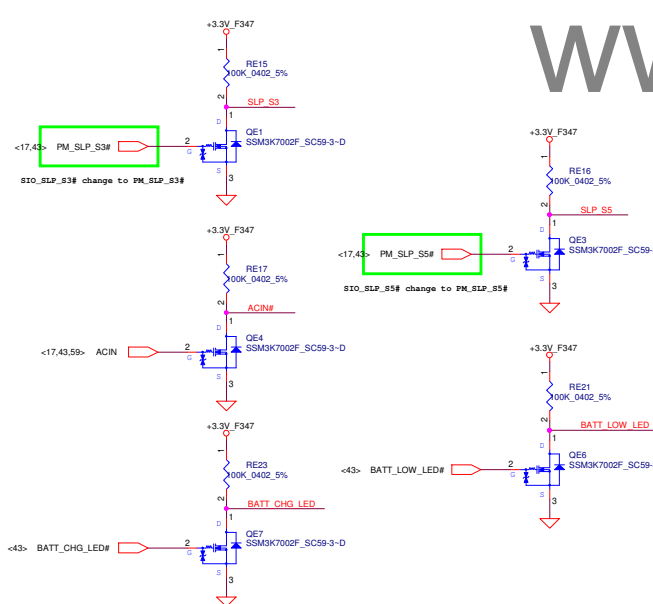 +3.3V_F347
1
RE15
100K_0402_5%
2
SLP_S3
1
D
QE1
SSM3K7002F_SC59-3~D
<17,43> PM_SLP_S3#
2
G
S
3
SIO_SLP_S3# change to PM_SLP_S3#
+3.3V_F347
1
RE16
100K_0402_5%
2
SLP_S5
1
D
QE3
SSM3K7002F_SC59-
<17,43> PM_SLP_S5#
2
G
S
3
SIO_SLP_S5# change to PM_SLP_S5#
+3.3V_F347
1
RE17
100K_0402_5%
2
ACIN#
1
D
QE4
SSM3K7002F_SC59-3~D
<17,43,59> ACIN
2
G
S
3
+3.3V_F347
1
RE21
100K_0402_5%
2
BATT_LOW_LED
1
D
QE6
SSM3K7002F_SC59-
<43> BATT_LOW_LED#
2
G
S
3
+3.3V_F347
1
RE23
100K_0402_5%
2
BATT_CHG_LED
1
D
QE7
SSM3K7002F_SC59-3~D
<43> BATT_CHG_LED#
2
G
S
3